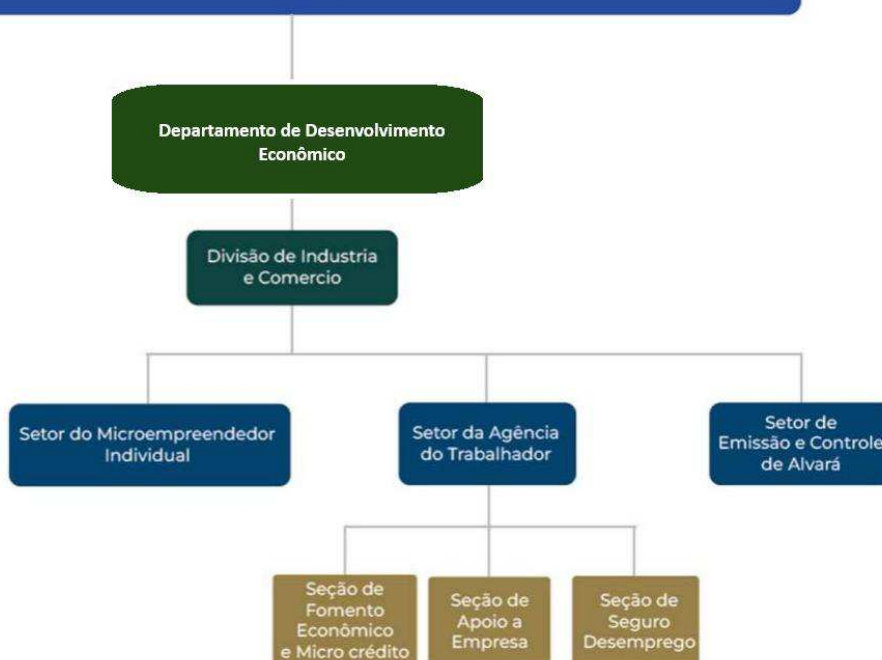 Departamento de Desenvolvimento
Econômico
Divisão de Industria
e Comercio
Setor do Microempreendedor
Individual
Setor da Agência
do Trabalhador
Setor de
Emissão e Controle
de Alvará
Seção de
Fomento
Econômico
e Micro crédito
Seção de
Apoio a
Empresa
Seção de
Seguro
Desemprego